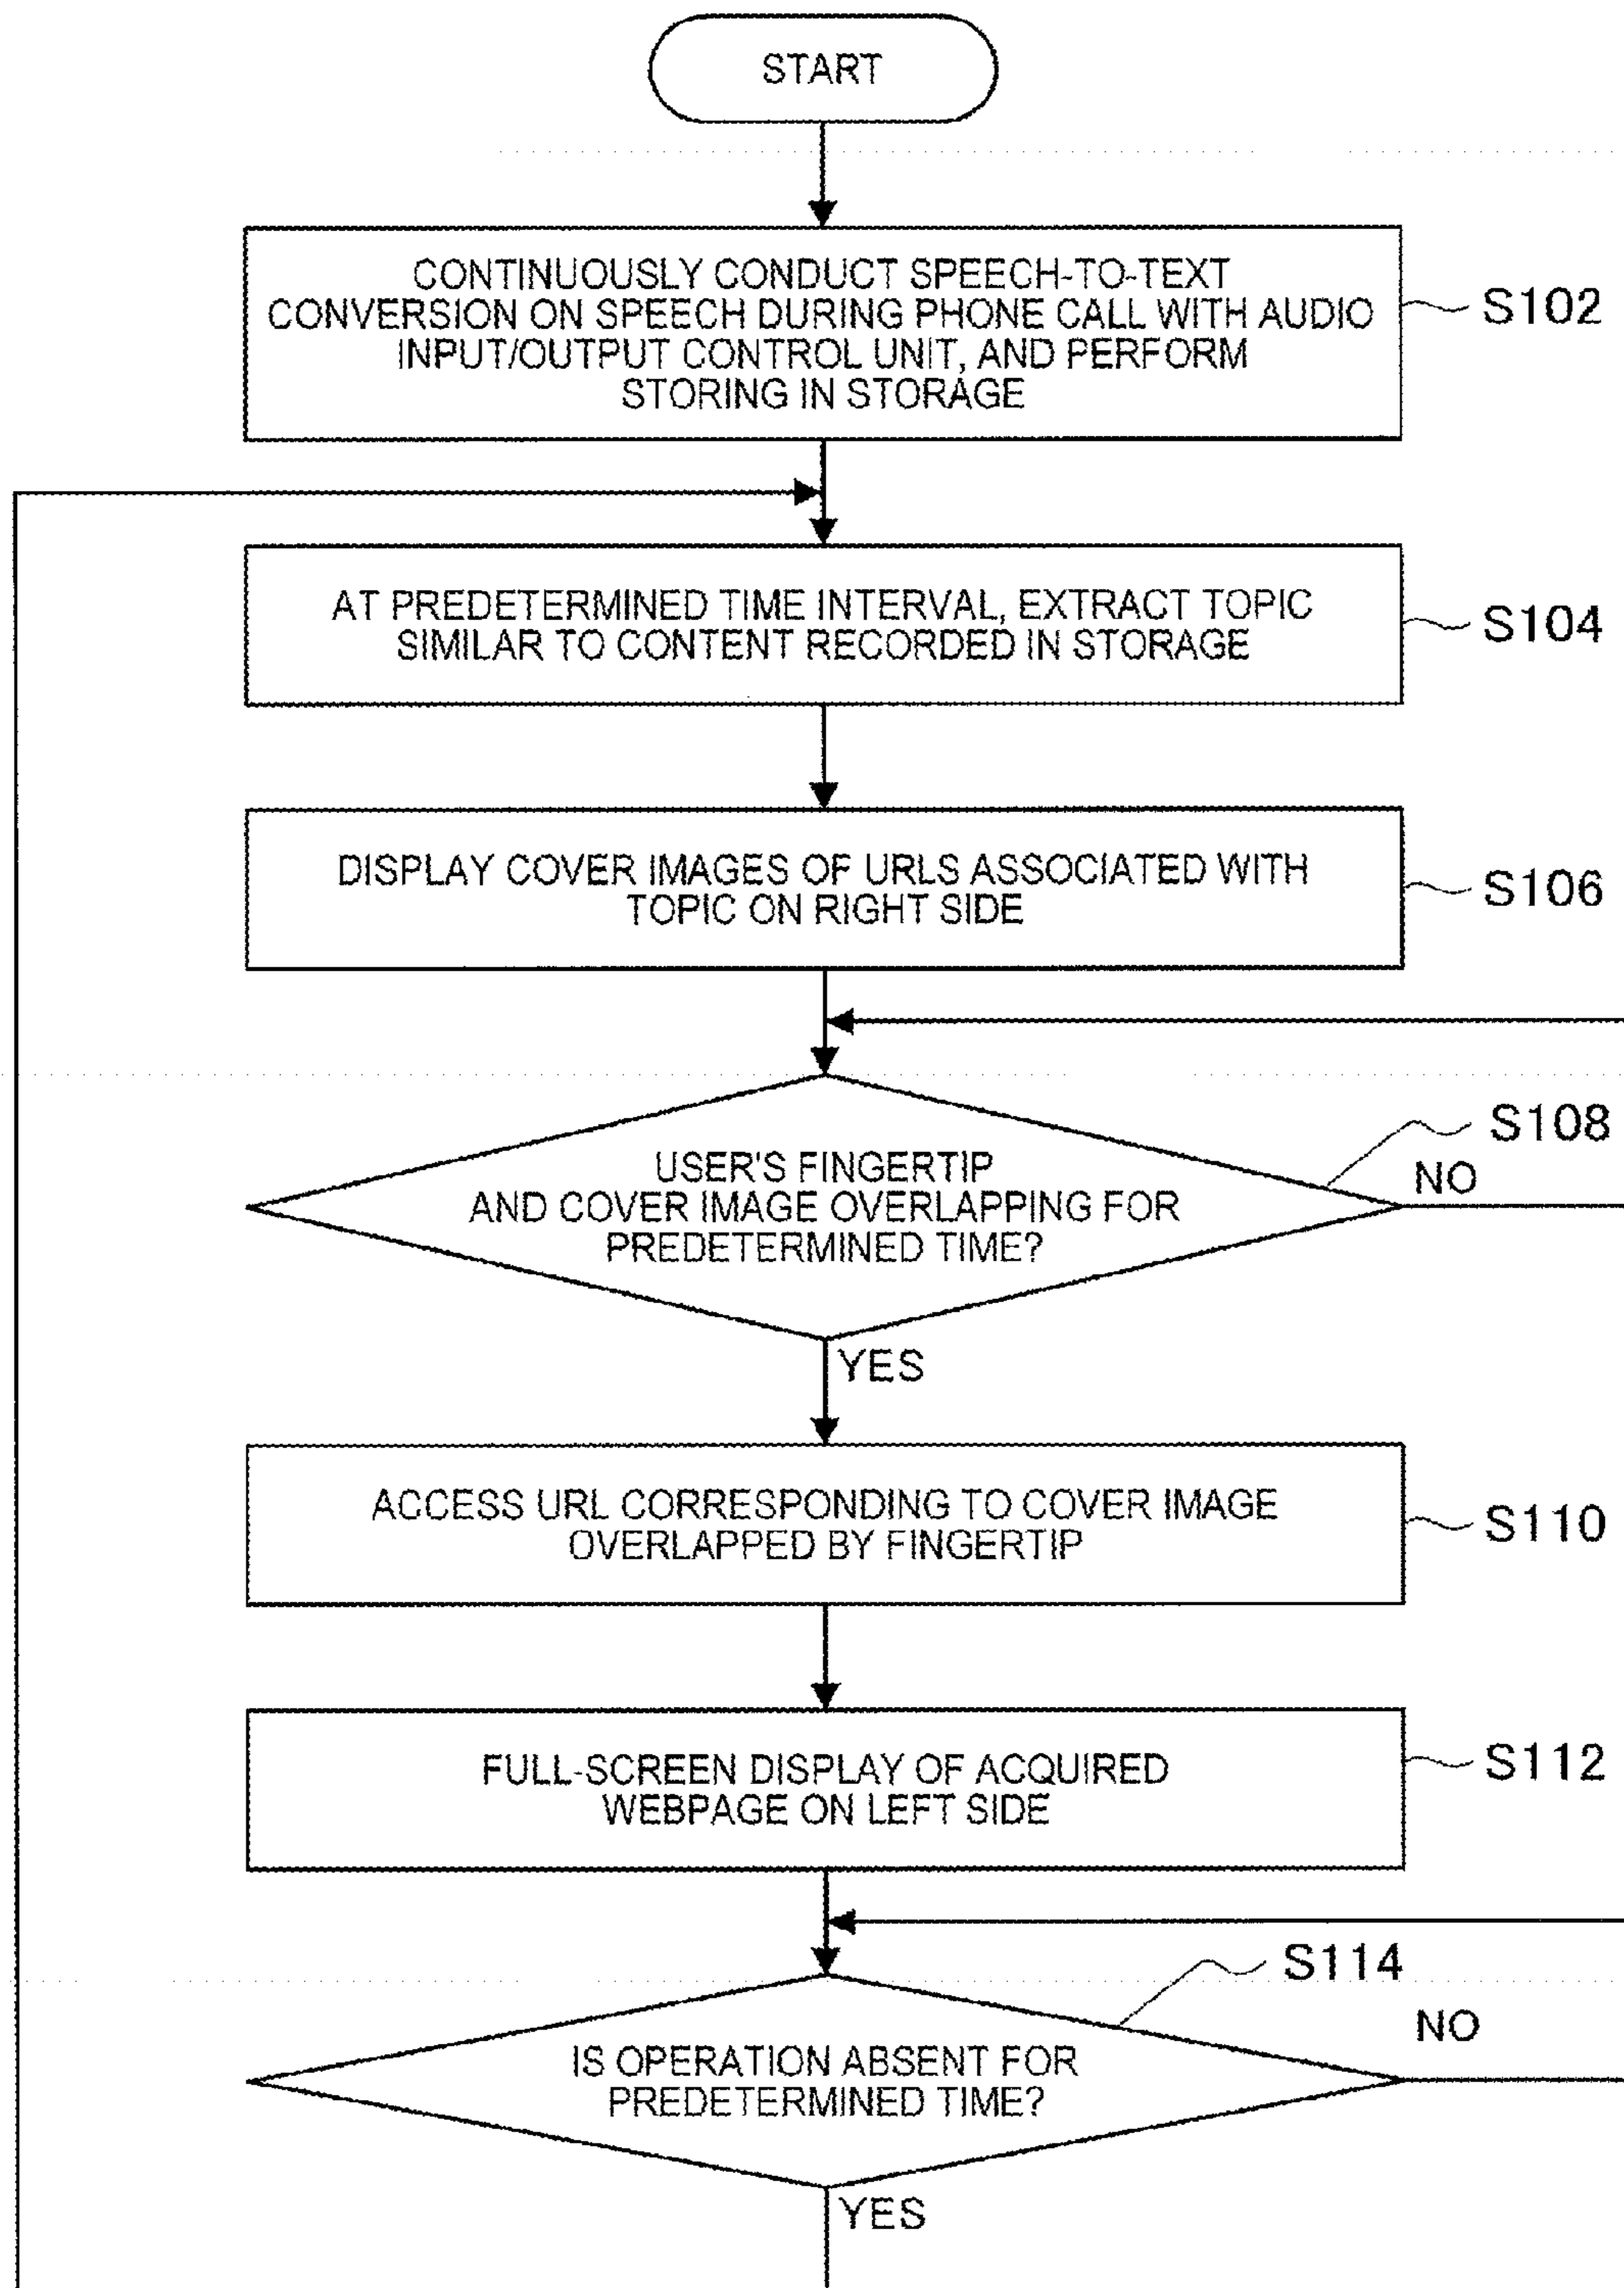 START
CONTINUOUSLY CONDUCT SPEECH-TO-TEXT
CONVERSION ON SPEECH DURING PHONE CALL WITH AUDIO
INPUT/OUTPUT CONTROL UNIT, AND PERFORM
STORING IN STORAGE
S102
AT PREDETERMINED TIME INTERVAL, EXTRACT TOPIC
SIMILAR TO CONTENT RECORDED IN STORAGE
S104
DISPLAY COVER IMAGES OF URLS ASSOCIATED WITH
TOPIC ON RIGHT SIDE
S106
USER'S FINGERTIP
AND COVER IMAGE OVERLAPPING FOR
PREDETERMINED TIME?
S108
NO
YES
ACCESS URL CORRESPONDING TO COVER IMAGE
OVERLAPPED BY FINGERTIP
S110
FULL-SCREEN DISPLAY OF ACQUIRED
WEBPAGE ON LEFT SIDE
S112
IS OPERATION ABSENT FOR
PREDETERMINED TIME?
S114
NO
YES